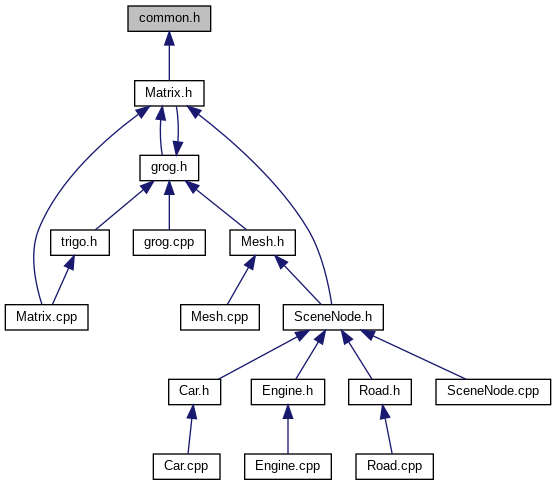 common.h
Matrix.h
grog.h
trigo.h
grog.cpp
Mesh.h
Matrix.cpp
Mesh.cpp
SceneNode.h
Car.h
Engine.h
Road.h
SceneNode.cpp
Car.cpp
Engine.cpp
Road.cpp